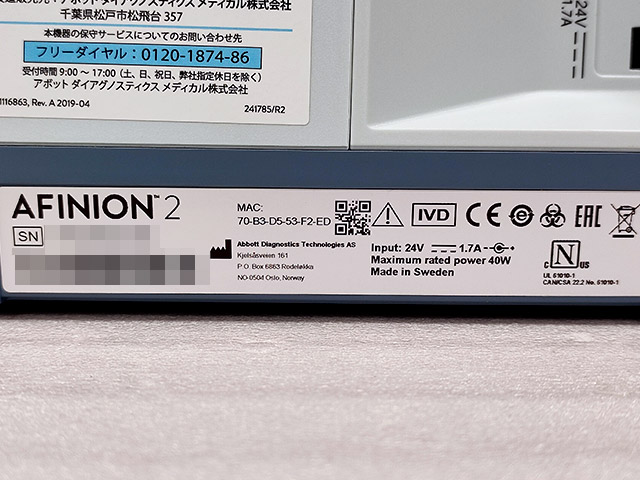 千葉県松戸市松飛台 357
本機器の保守サービスについてのお問い合わせ先
フリーダイヤル：0120-1874-86
受付時間 9:00 ～ 17:00（土、日、祝日、弊社指定休日を除く）
アボット ダイアグノスティクス メディカル株式会社
1116863, Rev. A 2019-04
241785/R2
24V
1.7A
AFINION™ 2
SN
MAC:
70-B3-D5-53-F2-ED
Abbott Diagnostics Technologies AS
Kjelsåsveien 161
P.O. Box 6863 Rodeløkka
NO-0504 Oslo, Norway
IVD
CE
EAC
Input: 24V 1.7A
Maximum rated power 40W
Made in Sweden
C N US
UL 61010-1
CAN/CSA 22.2 No. 61010-1